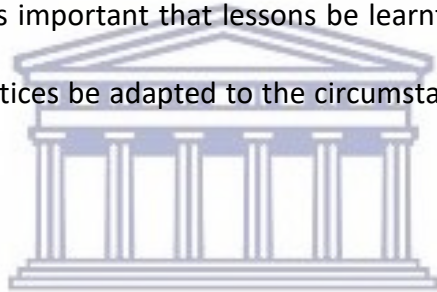 s important that lessons be learnt
tices be adapted to the circumsta